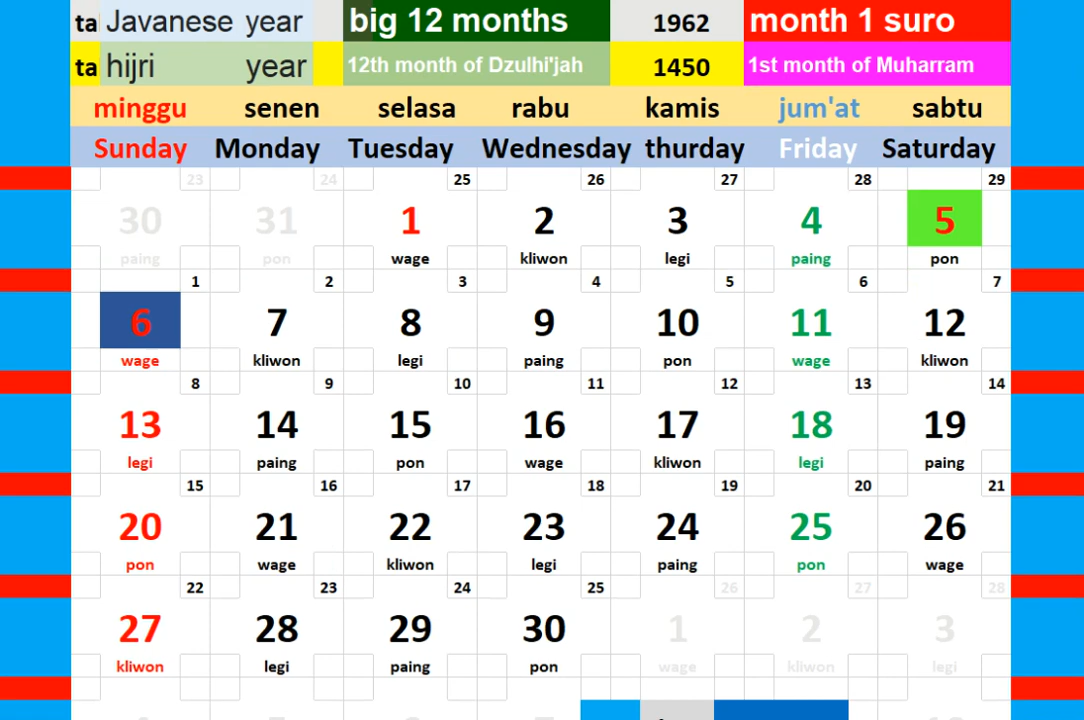 ta Javanese year big 12 months 1962 month 1 suro
ta hijri year 12th month of Dzulhi'jah 1450 1st month of Muharram
minggu senen selasa rabu kamis jum'at sabtu
Sunday Monday Tuesday Wednesday thurday Friday Saturday
23 24 25 26 27 28 29
30 31 1 2 3 4 5
paing pon wage kliwon legi paing pon
1 2 3 4 5 6 7
6 7 8 9 10 11 12
wage kliwon legi paing pon wage kliwon
8 9 10 11 12 13 14
13 14 15 16 17 18 19
legi paing pon wage kliwon legi paing
15 16 17 18 19 20 21
20 21 22 23 24 25 26
pon wage kliwon legi paing pon wage
22 23 24 25 26 27 28
27 28 29 30 1 2 3
kliwon legi paing pon wage kliwon legi